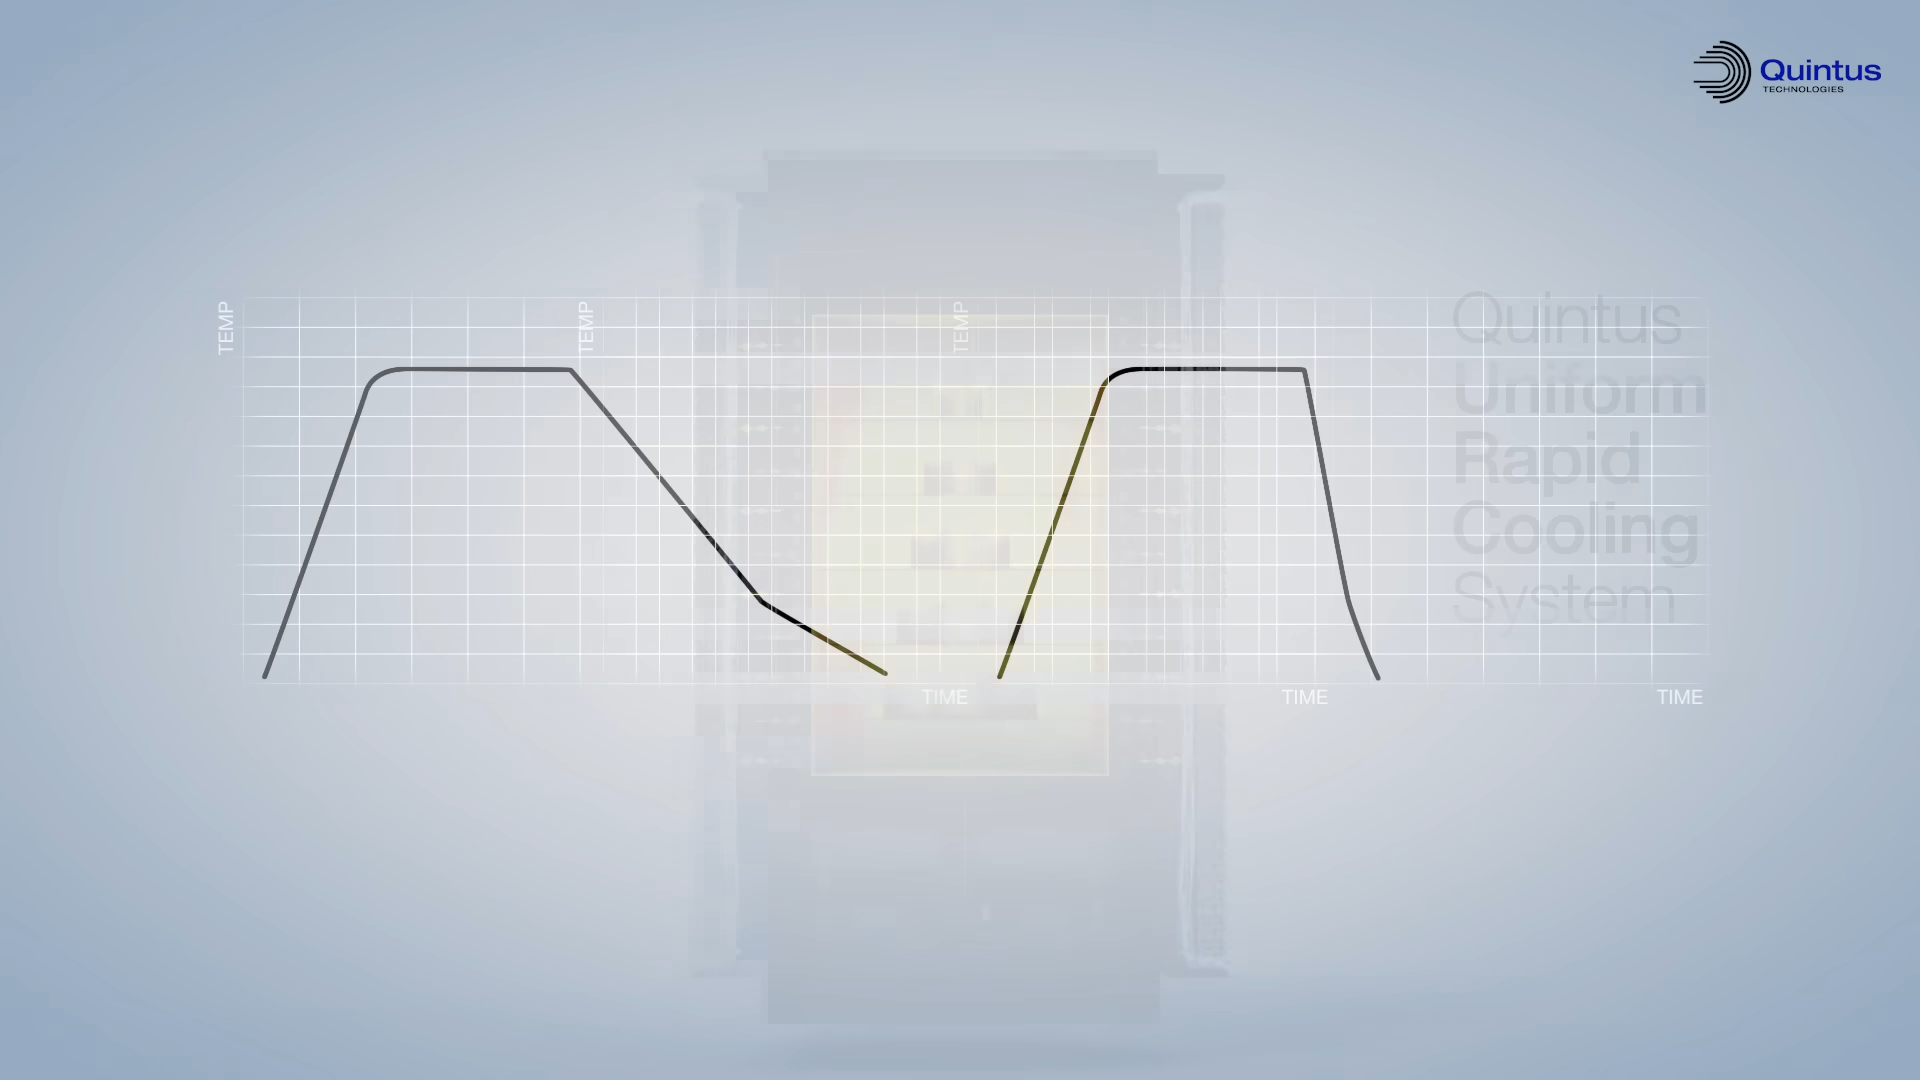 Quintus
TECHNOLOGIES
TEMP
TEMP
TEMP
Quintus
Uniform
Rapid
Cooling
System
TIME
TIME
TIME